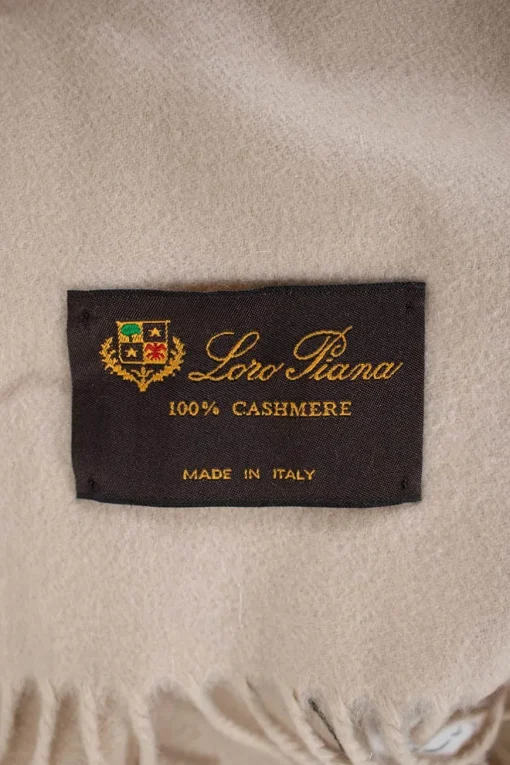 Loro Piana
100% CASHMERE
MADE IN ITALY